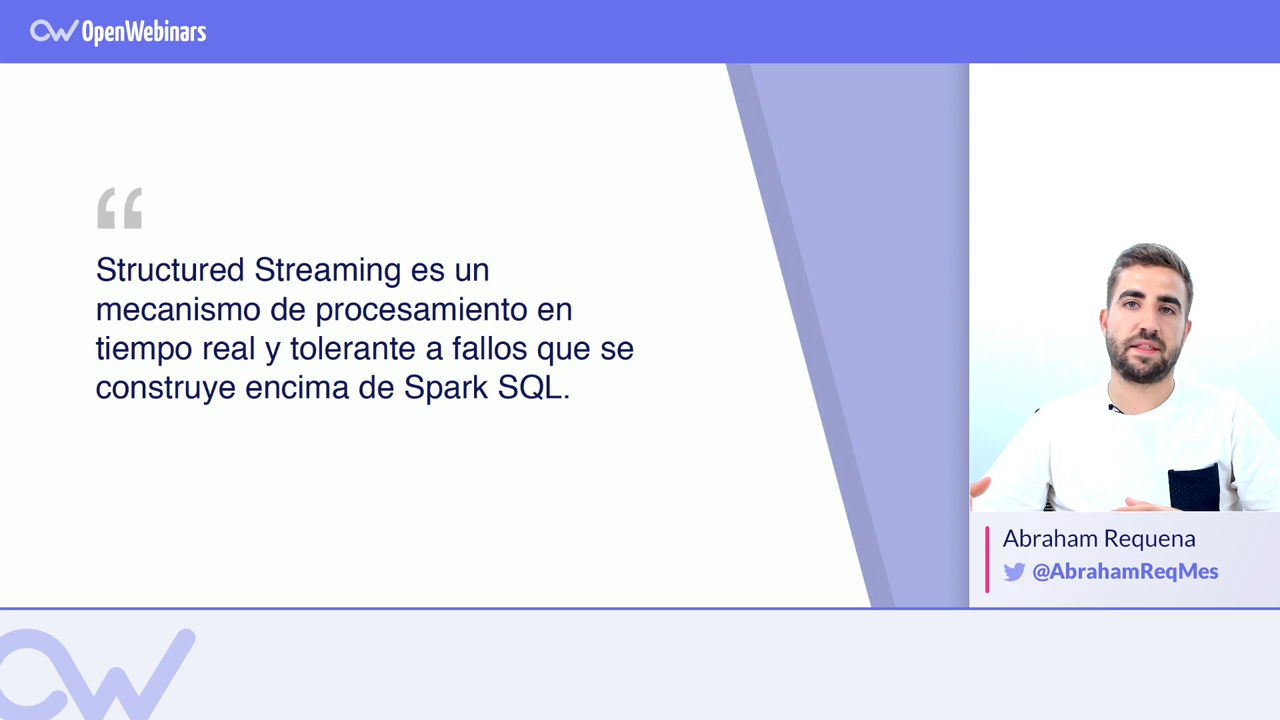 OpenWebinars
“
Structured Streaming es un
mecanismo de procesamiento en
tiempo real y tolerante a fallos que se
construye encima de Spark SQL.
Abraham Requena
@AbrahamReqMes